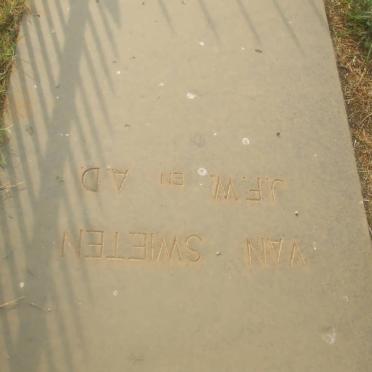 VAN SWIETEN
J.F.W. EN A.D.